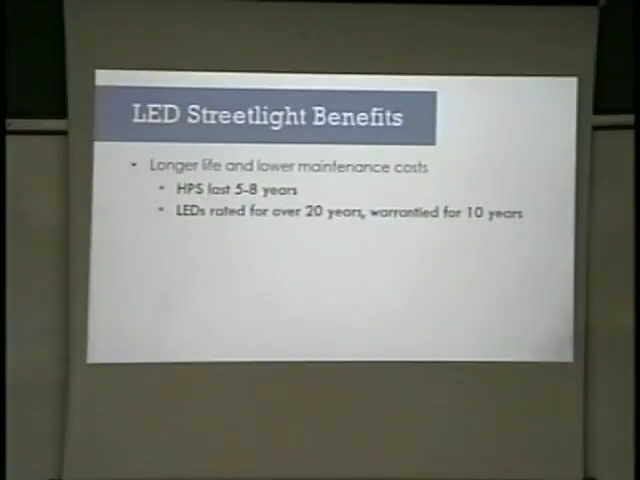 LED Streetlight Benefits
• Longer life and lower maintenance costs
• HPS last 5-8 years
• LEDs rated for over 20 years, warrantied for 10 years